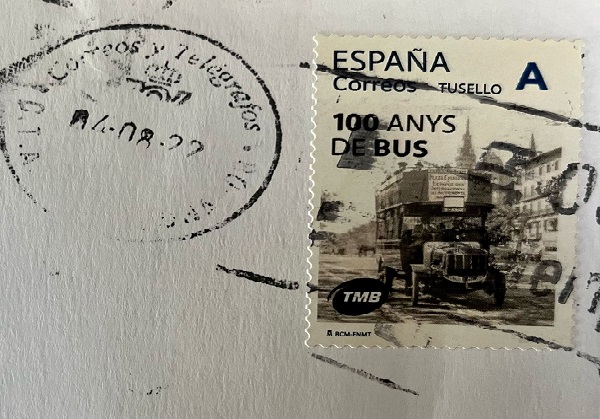 Correos y Telégrafos
04-08-22
ESPAÑA A
Correos TUSELLO
100 ANYS
DE BUS
TMB
RCM-FNMT